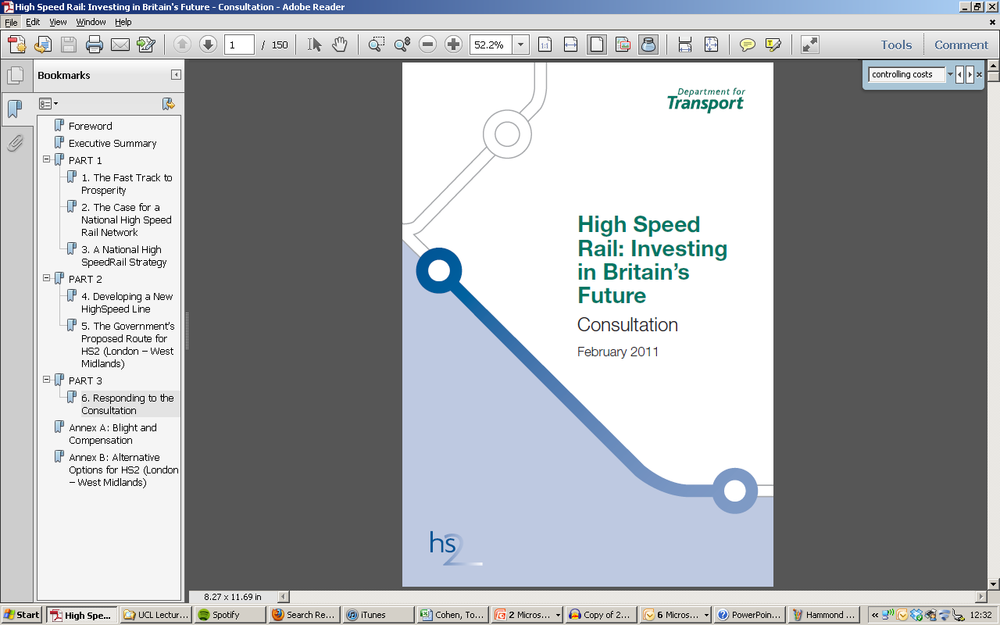 High Speed Rail: Investing in Britain's Future - Consultation - Adobe Reader
File Edit View Window Help
1 / 150
52.2%
Tools Comment
Bookmarks
controlling costs
Foreword
Executive Summary
PART 1
1. The Fast Track to
Prosperity
2. The Case for a
National High Speed
Rail Network
3. A National High
SpeedRail Strategy
PART 2
4. Developing a New
HighSpeed Line
5. The Government's
Proposed Route for
HS2 (London – West
Midlands)
PART 3
6. Responding to the
Consultation
Annex A: Blight and
Compensation
Annex B: Alternative
Options for HS2 (London
– West Midlands)
Department for
Transport
High Speed
Rail: Investing
in Britain's
Future
Consultation
February 2011
hs2
8.27 x 11.69 in
Start
High Spe...
UCL Lectur...
Spotify
Search Re...
iTunes
Cohen, To...
2 Micros...
Copy of 2...
6 Micros...
PowerPoin...
Hammond ...
12:32